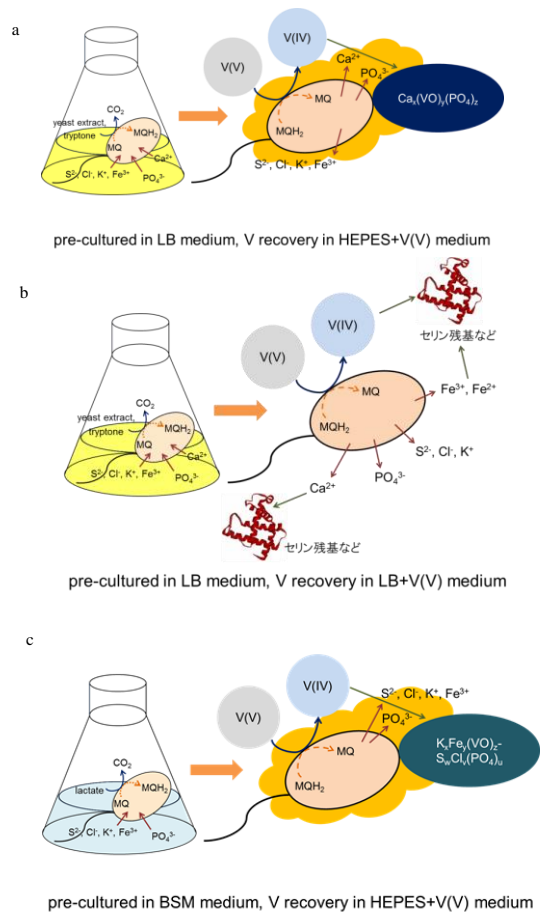 a
V(V)
V(IV)
Ca²⁺
PO₄³⁻
MQ
MQH₂
Caₓ(VO)ᵧ(PO₄)_z
S²⁻, Cl⁻, K⁺, Fe³⁺
CO₂
yeast extract,
tryptone
MQH₂
MQ
Ca²⁺
S²⁻, Cl⁻, K⁺, Fe³⁺
PO₄³⁻
pre-cultured in LB medium, V recovery in HEPES+V(V) medium
b
V(V)
V(IV)
セリン残基など
MQ
MQH₂
Fe³⁺, Fe²⁺
S²⁻, Cl⁻, K⁺
PO₄³⁻
Ca²⁺
セリン残基など
CO₂
yeast extract,
tryptone
MQH₂
MQ
Ca²⁺
S²⁻, Cl⁻, K⁺, Fe³⁺
PO₄³⁻
pre-cultured in LB medium, V recovery in LB+V(V) medium
c
V(V)
V(IV)
S²⁻, Cl⁻, K⁺, Fe³⁺
PO₄³⁻
MQ
MQH₂
KₓFeᵧ(VO)_z-
S_wClᵥ(PO₄)ᵤ
CO₂
lactate
MQH₂
MQ
S²⁻, Cl⁻, K⁺, Fe³⁺
PO₄³⁻
pre-cultured in BSM medium, V recovery in HEPES+V(V) medium